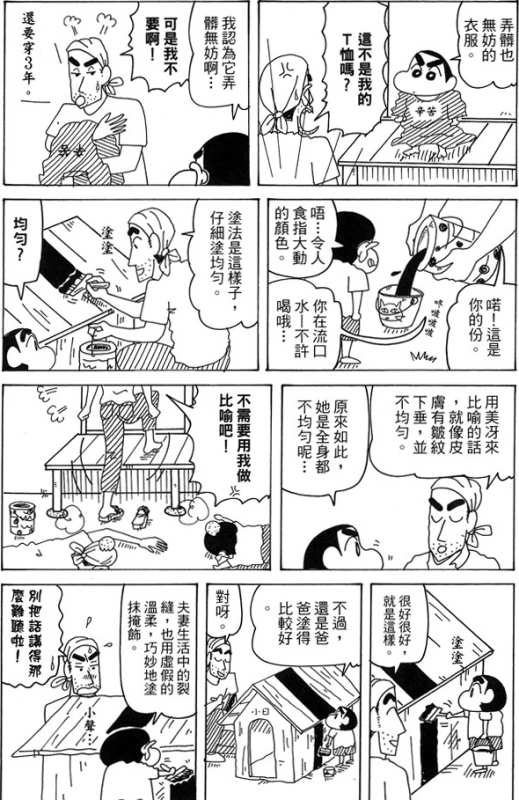 弄髒也
無妨的
衣服。
辛苦
這不是我的
T恤嗎?
我認為它弄
髒無妨啊…
可是我不
要啊!
還要穿3年。
辛苦
喏!這是
你的份。
咚噗噗
唔…令人
食指大動
的顏色。
你在流口
水—不許
喝哦…
塗法是這樣子,
仔細塗均勻。
塗塗
均勻?
用美冴來
比喻的話
,就像皮
膚有皺紋
下垂,並
不均勻。
原來如此,
她是全身都
不均勻呢…
不需要用我做
比喻吧!
很好很好,
就是這樣。
塗塗
不過,
還是爸
爸塗得
比較好
對呀。
小白
夫妻生活中的裂
縫,也用虛假的
溫柔,巧妙地塗
抹掩飾。
小聲…
別把話講得那
麼難聽啦!